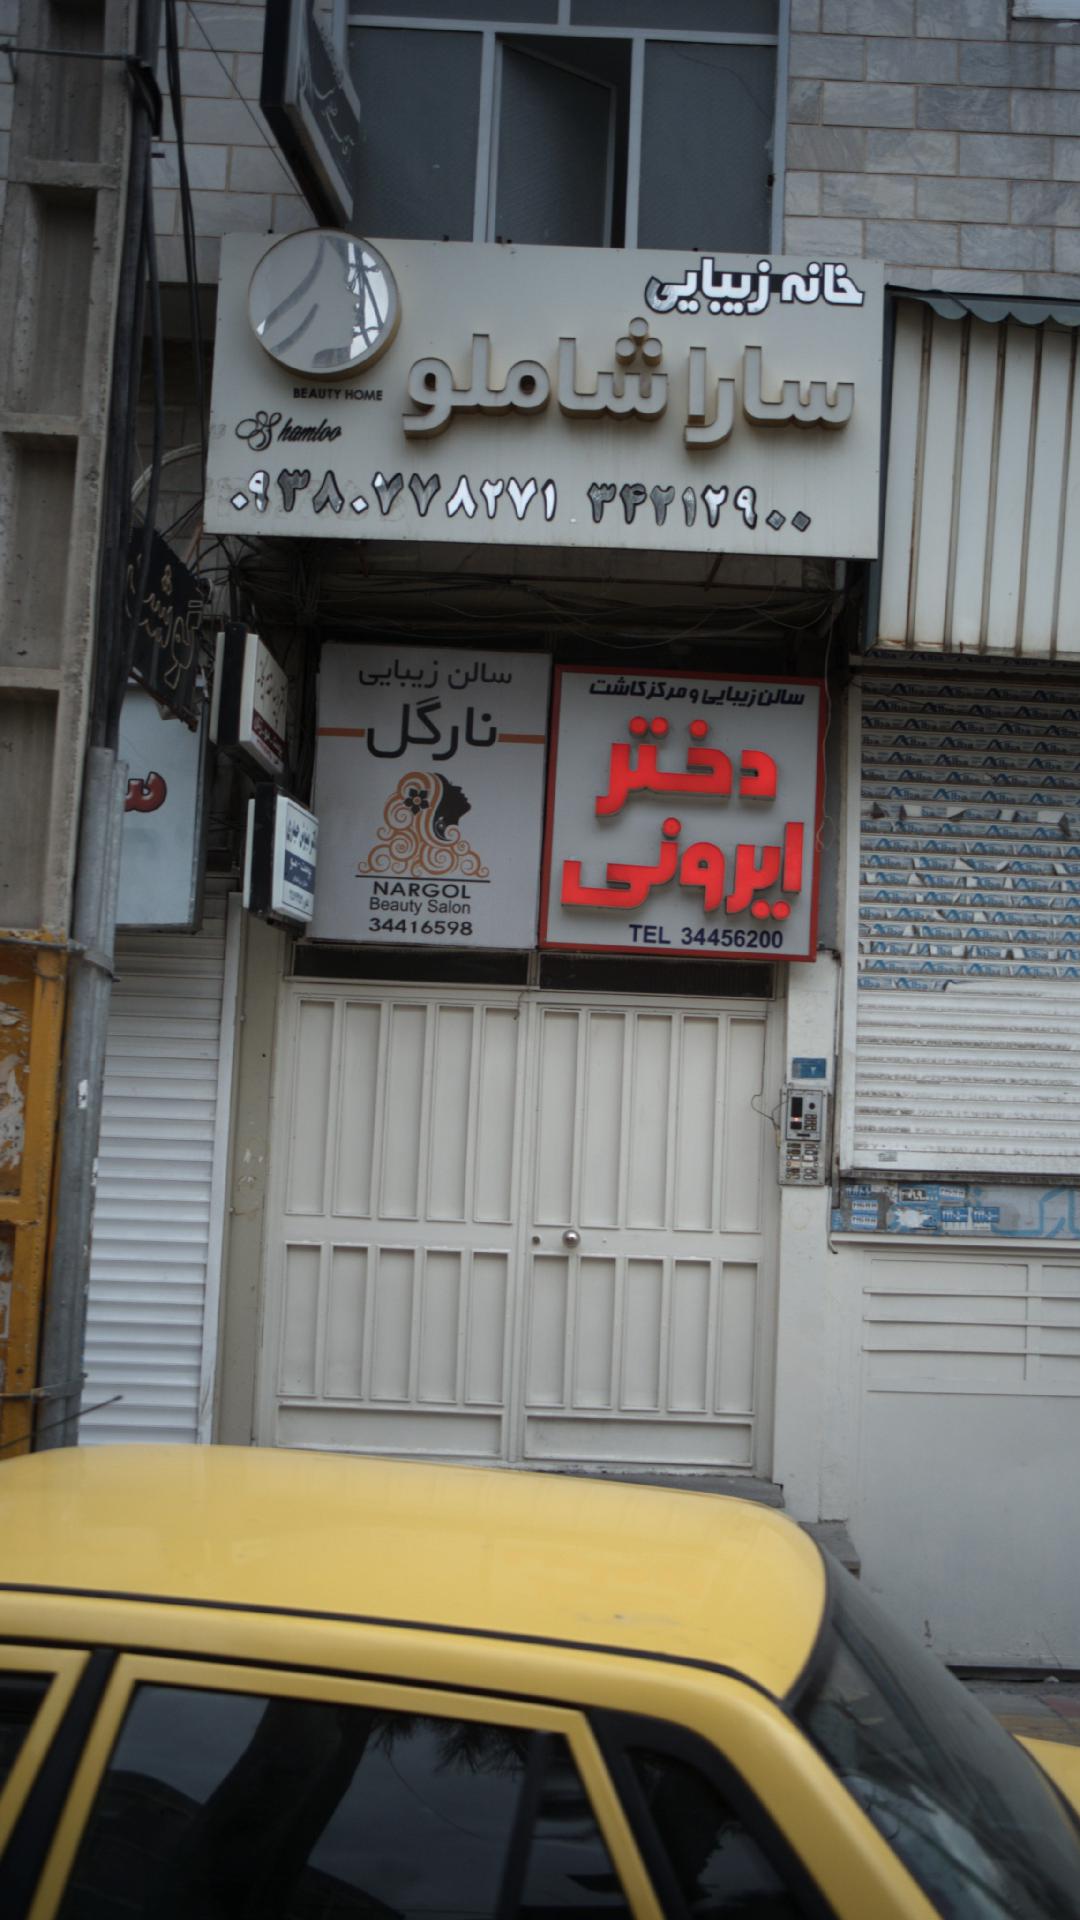 خانه زیبایی
سارا شاملو
BEAUTY HOME
Shamloo
۰۹۳۸۰۷۷۸۲۷۱ ۳۴۲۱۲۹۰۰
سالن زیبایی
نارگل
NARGOL
Beauty Salon
34416598
سالن زیبایی و مرکز کاشت
دختر
ایرونی
TEL 34456200
Alba